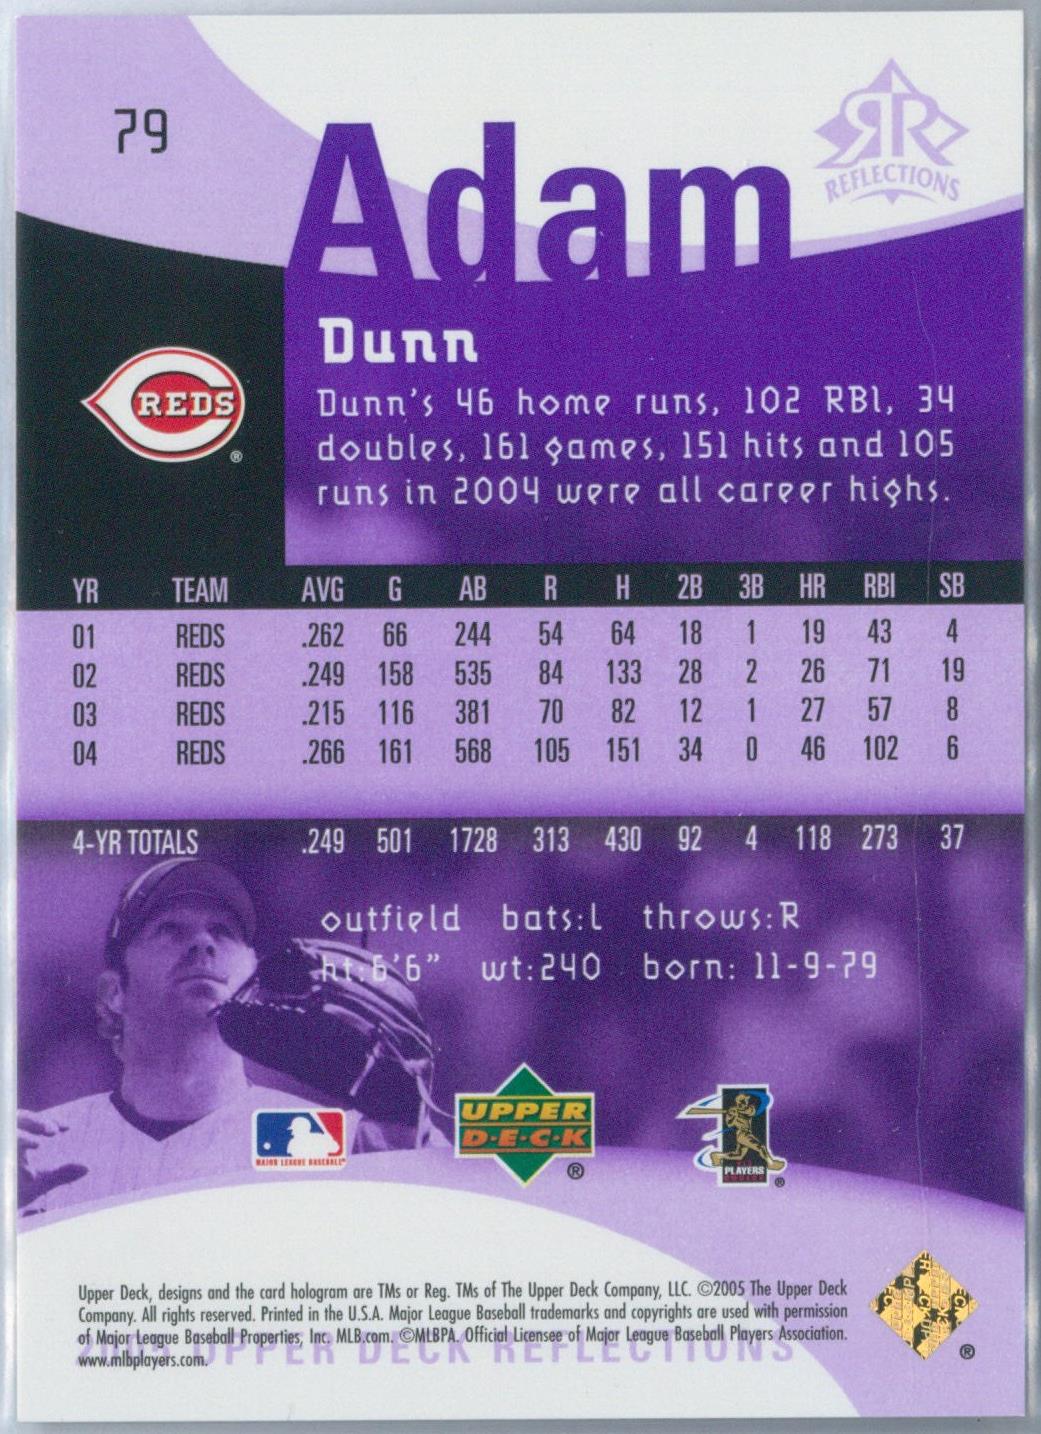 79
RR
REFLECTIONS
Adam
Dunn
REDS
®
Dunn's 46 home runs, 102 RBI, 34
doubles, 161 games, 151 hits and 105
runs in 2004 were all career highs.
YR TEAM AVG G AB R H 2B 3B HR RBI SB
01 REDS .262 66 244 54 64 18 1 19 43 4
02 REDS .249 158 535 84 133 28 2 26 71 19
03 REDS .215 116 381 70 82 12 1 27 57 8
04 REDS .266 161 568 105 151 34 0 46 102 6
4-YR TOTALS .249 501 1728 313 430 92 4 118 273 37
outfield bats:L throws:R
ht:6'6" wt:240 born: 11-9-79
MAJOR LEAGUE BASEBALL
UPPER
D·E·C·K
®
PLAYERS
®
Upper Deck, designs and the card hologram are TMs or Reg. TMs of The Upper Deck Company, LLC. ©2005 The Upper Deck
Company. All rights reserved. Printed in the U.S.A. Major League Baseball trademarks and copyrights are used with permission
of Major League Baseball Properties, Inc. MLB.com. ©MLBPA. Official Licensee of Major League Baseball Players Association.
www.mlbplayers.com.
2005 UPPER DECK REFLECTIONS
®